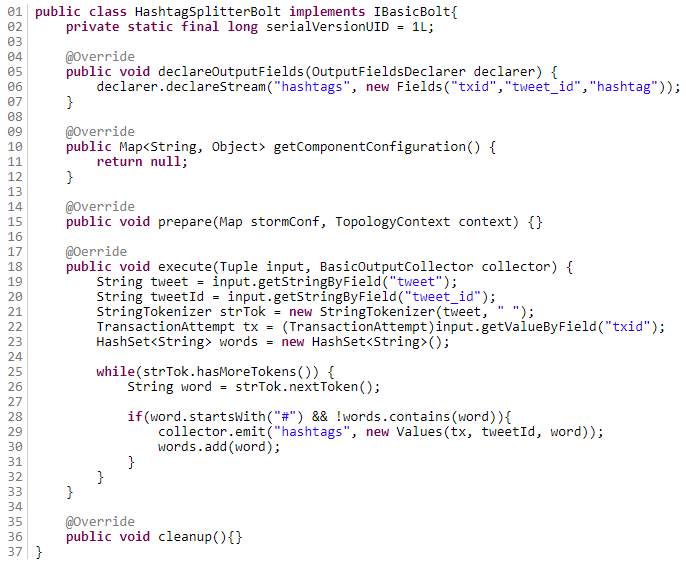 01 public class HashtagSplitterBolt implements IBasicBolt{
02     private static final long serialVersionUID = 1L;
03
04     @Override
05     public void declareOutputFields(OutputFieldsDeclarer declarer) {
06         declarer.declareStream("hashtags", new Fields("txid","tweet_id","hashtag"));
07     }
08
09     @Override
10     public Map<String, Object> getComponentConfiguration() {
11         return null;
12     }
13
14     @Override
15     public void prepare(Map stormConf, TopologyContext context) {}
16
17     @Oerride
18     public void execute(Tuple input, BasicOutputCollector collector) {
19         String tweet = input.getStringByField("tweet");
20         String tweetId = input.getStringByField("tweet_id");
21         StringTokenizer strTok = new StringTokenizer(tweet, " ");
22         TransactionAttempt tx = (TransactionAttempt)input.getValueByField("txid");
23         HashSet<String> words = new HashSet<String>();
24
25         while(strTok.hasMoreTokens()) {
26             String word = strTok.nextToken();
27
28             if(word.startsWith("#") && !words.contains(word)){
29                 collector.emit("hashtags", new Values(tx, tweetId, word));
30                 words.add(word);
31             }
32         }
33     }
34
35     @Override
36     public void cleanup(){}
37 }